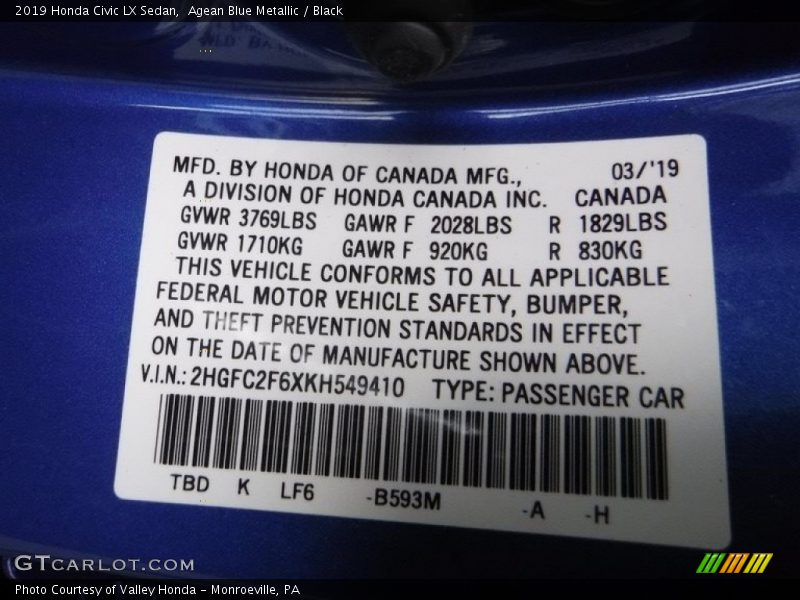 2019 Honda Civic LX Sedan,  Agean Blue Metallic / Black
MFD. BY HONDA OF CANADA MFG., 03/'19
A DIVISION OF HONDA CANADA INC. CANADA
GVWR 3769LBS GAWR F 2028LBS R 1829LBS
GVWR 1710KG GAWR F 920KG R 830KG
THIS VEHICLE CONFORMS TO ALL APPLICABLE
FEDERAL MOTOR VEHICLE SAFETY, BUMPER,
AND THEFT PREVENTION STANDARDS IN EFFECT
ON THE DATE OF MANUFACTURE SHOWN ABOVE.
V.I.N.: 2HGFC2F6XKH549410 TYPE: PASSENGER CAR
TBD K LF6 -B593M -A -H
GTCARLOT.COM
Photo Courtesy of Valley Honda - Monroeville, PA